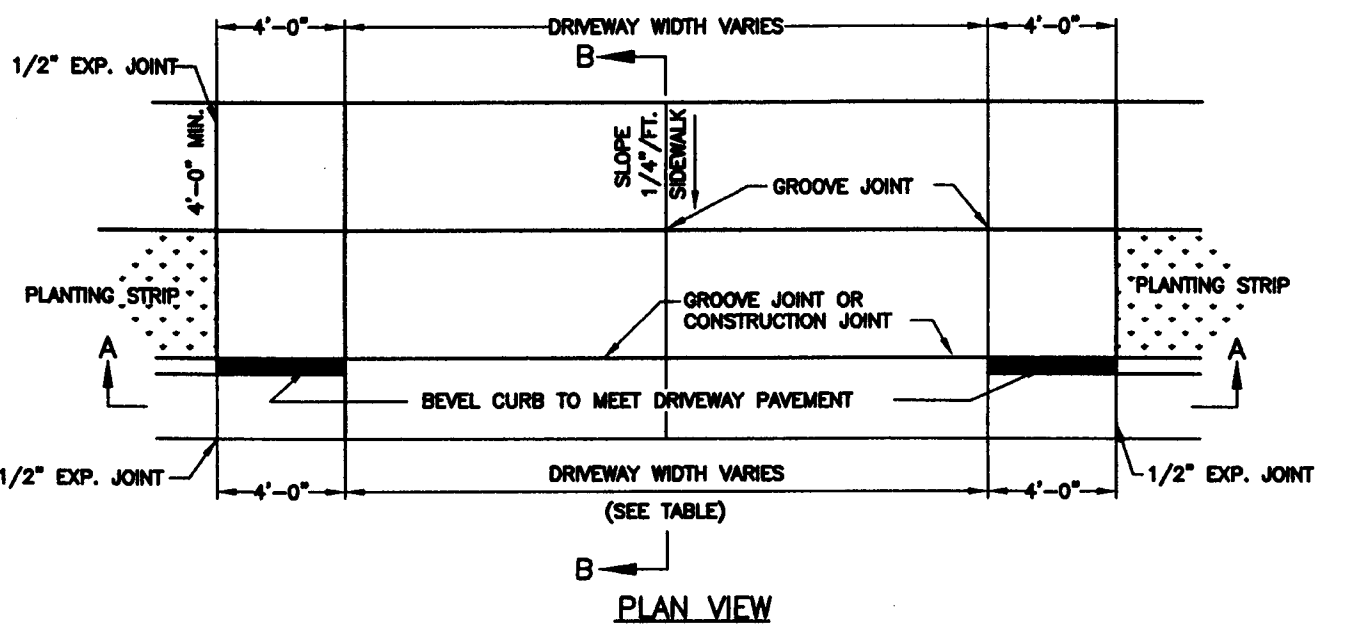 4'-0"
DRIVEWAY WIDTH VARIES
4'-0"
B
1/2" EXP. JOINT
4'-0" MIN.
SLOPE
1/4"/FT.
SIDEWALK
GROOVE JOINT
PLANTING STRIP
PLANTING STRIP
GROOVE JOINT OR
CONSTRUCTION JOINT
A
A
BEVEL CURB TO MEET DRIVEWAY PAVEMENT
1/2" EXP. JOINT
4'-0"
DRIVEWAY WIDTH VARIES
4'-0"
1/2" EXP. JOINT
(SEE TABLE)
B
PLAN VIEW